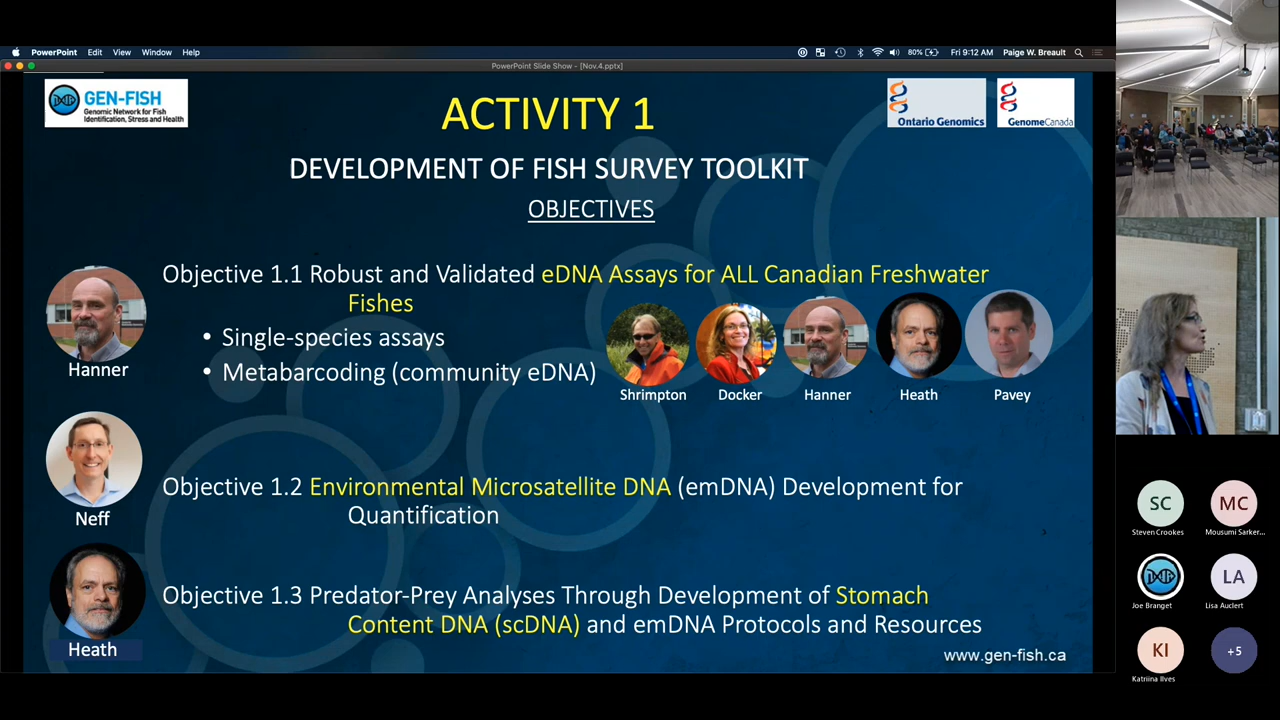 PowerPoint Edit View Window Help
80% Fri 9:12 AM Paige W. Breault
PowerPoint Slide Show - [Nov.4.pptx]
GEN-FISH
Genomic Network for Fish
Identification, Stress and Health
ACTIVITY 1
Ontario Genomics
GenomeCanada
DEVELOPMENT OF FISH SURVEY TOOLKIT
OBJECTIVES
Objective 1.1 Robust and Validated eDNA Assays for ALL Canadian Freshwater
Fishes
• Single-species assays
• Metabarcoding (community eDNA)
Hanner
Shrimpton
Docker
Hanner
Heath
Pavey
Objective 1.2 Environmental Microsatellite DNA (emDNA) Development for
Quantification
Neff
Objective 1.3 Predator-Prey Analyses Through Development of Stomach
Content DNA (scDNA) and emDNA Protocols and Resources
Heath
www.gen-fish.ca
SC
Steven Crookes
MC
Mousumi Sarker...
Joe Branget
LA
Lisa Auclert
KI
Katriina Ilves
+5